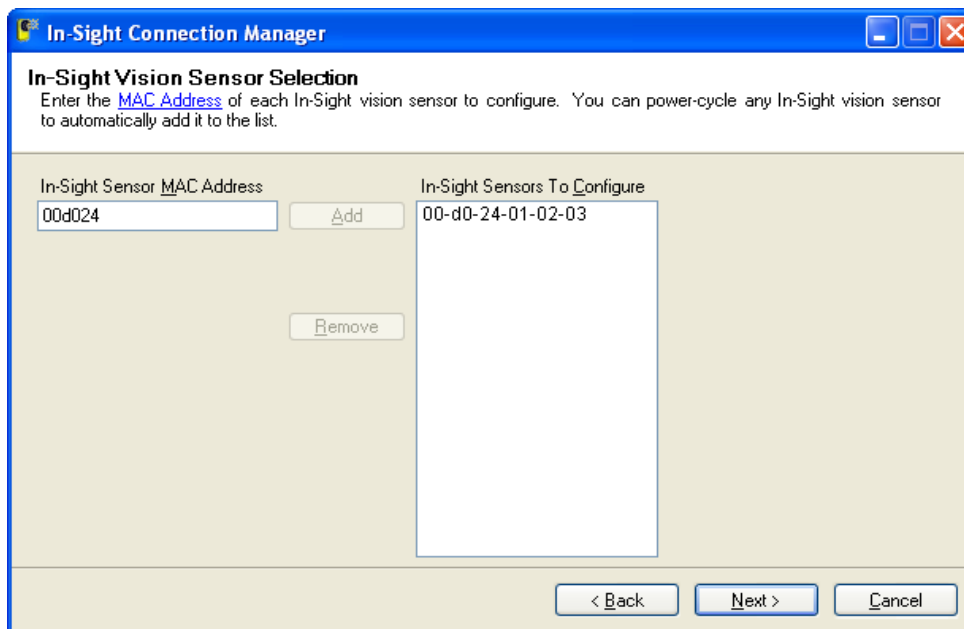 In-Sight Connection Manager
In-Sight Vision Sensor Selection
Enter the MAC Address of each In-Sight vision sensor to configure. You can power-cycle any In-Sight vision sensor
to automatically add it to the list.
In-Sight Sensor MAC Address
In-Sight Sensors To Configure
00d024
Add
00-d0-24-01-02-03
Remove
< Back
Next >
Cancel